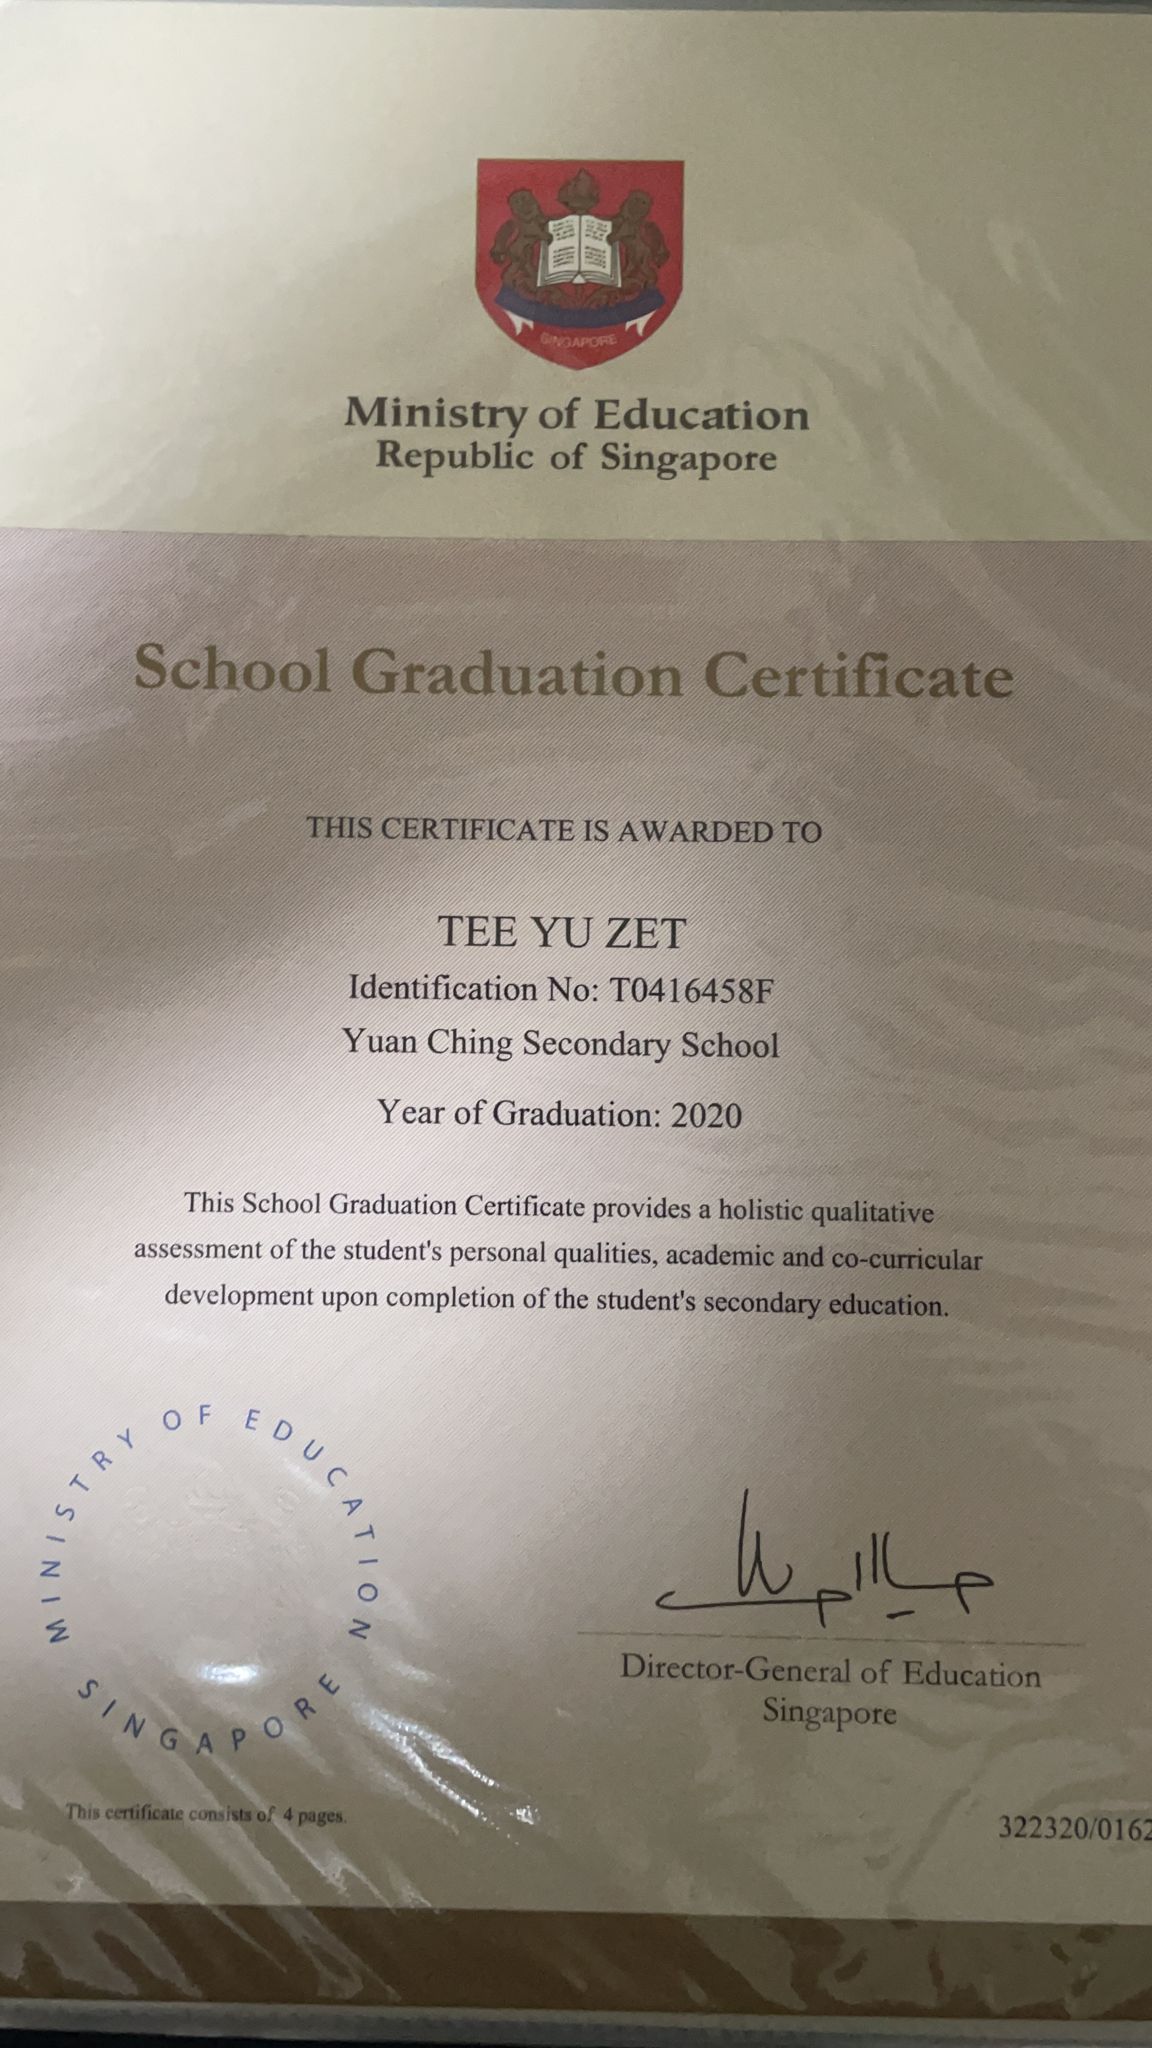 SINGAPORE
Ministry of Education
Republic of Singapore
School Graduation Certificate
THIS CERTIFICATE IS AWARDED TO
TEE YU ZET
Identification No: T0416458F
Yuan Ching Secondary School
Year of Graduation: 2020
This School Graduation Certificate provides a holistic qualitative
assessment of the student's personal qualities, academic and co-curricular
development upon completion of the student's secondary education.
MINISTRY OF EDUCATION
SINGAPORE
Director-General of Education
Singapore
This certificate consists of 4 pages.
322320/0162